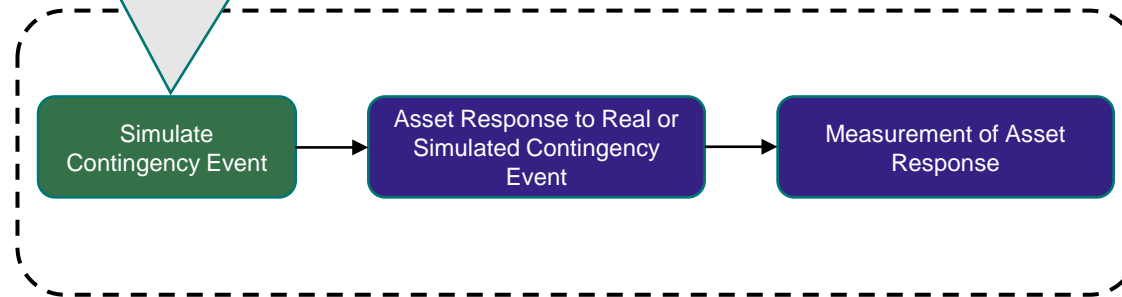 Simulate
Contingency Event
Asset Response to Real or
Simulated Contingency
Event
Measurement of Asset
Response